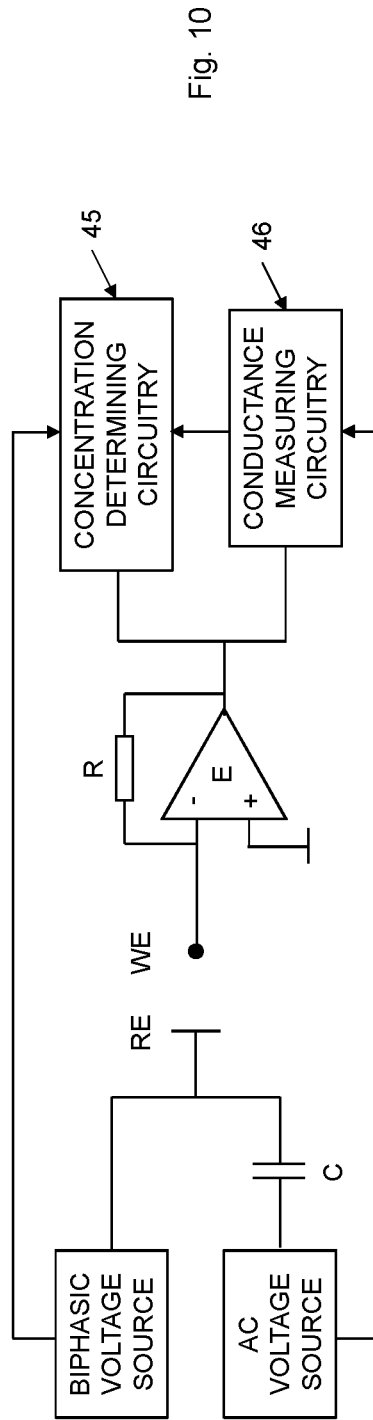 BIPHASIC
VOLTAGE
SOURCE
AC
VOLTAGE
SOURCE
C
RE
WE
R
E
-
+
CONCENTRATION
DETERMINING
CIRCUITRY
45
CONDUCTANCE
MEASURING
CIRCUITRY
46
Fig. 10